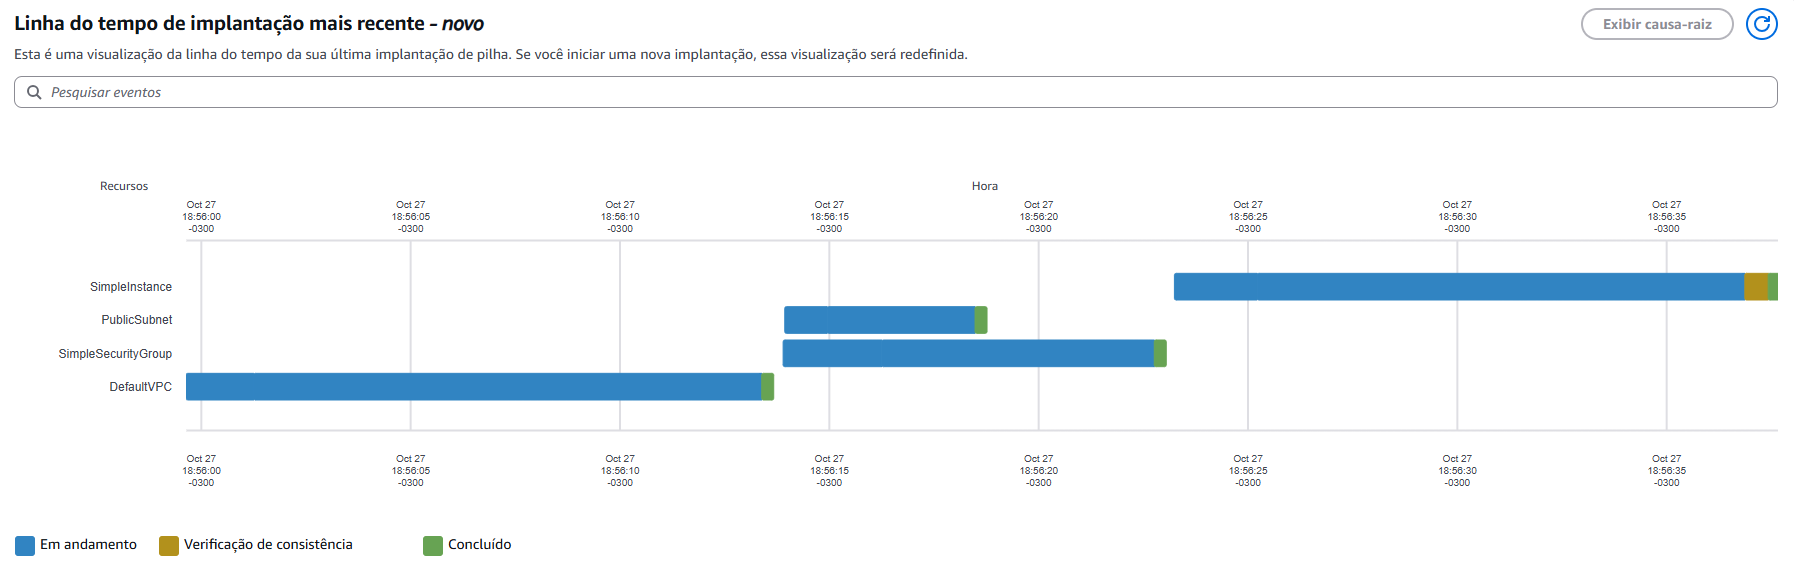 Linha do tempo de implantação mais recente - novo
Exibir causa-raiz
Esta é uma visualização da linha do tempo da sua última implantação de pilha. Se você iniciar uma nova implantação, essa visualização será redefinida.
Pesquisar eventos
Recursos
Hora
Oct 27 Oct 27 Oct 27 Oct 27 Oct 27 Oct 27 Oct 27 Oct 27
18:56:00 18:56:05 18:56:10 18:56:15 18:56:20 18:56:25 18:56:30 18:56:35
-0300 -0300 -0300 -0300 -0300 -0300 -0300 -0300
SimpleInstance
PublicSubnet
SimpleSecurityGroup
DefaultVPC
Oct 27 Oct 27 Oct 27 Oct 27 Oct 27 Oct 27 Oct 27 Oct 27
18:56:00 18:56:05 18:56:10 18:56:15 18:56:20 18:56:25 18:56:30 18:56:35
-0300 -0300 -0300 -0300 -0300 -0300 -0300 -0300
Em andamento Verificação de consistência Concluído